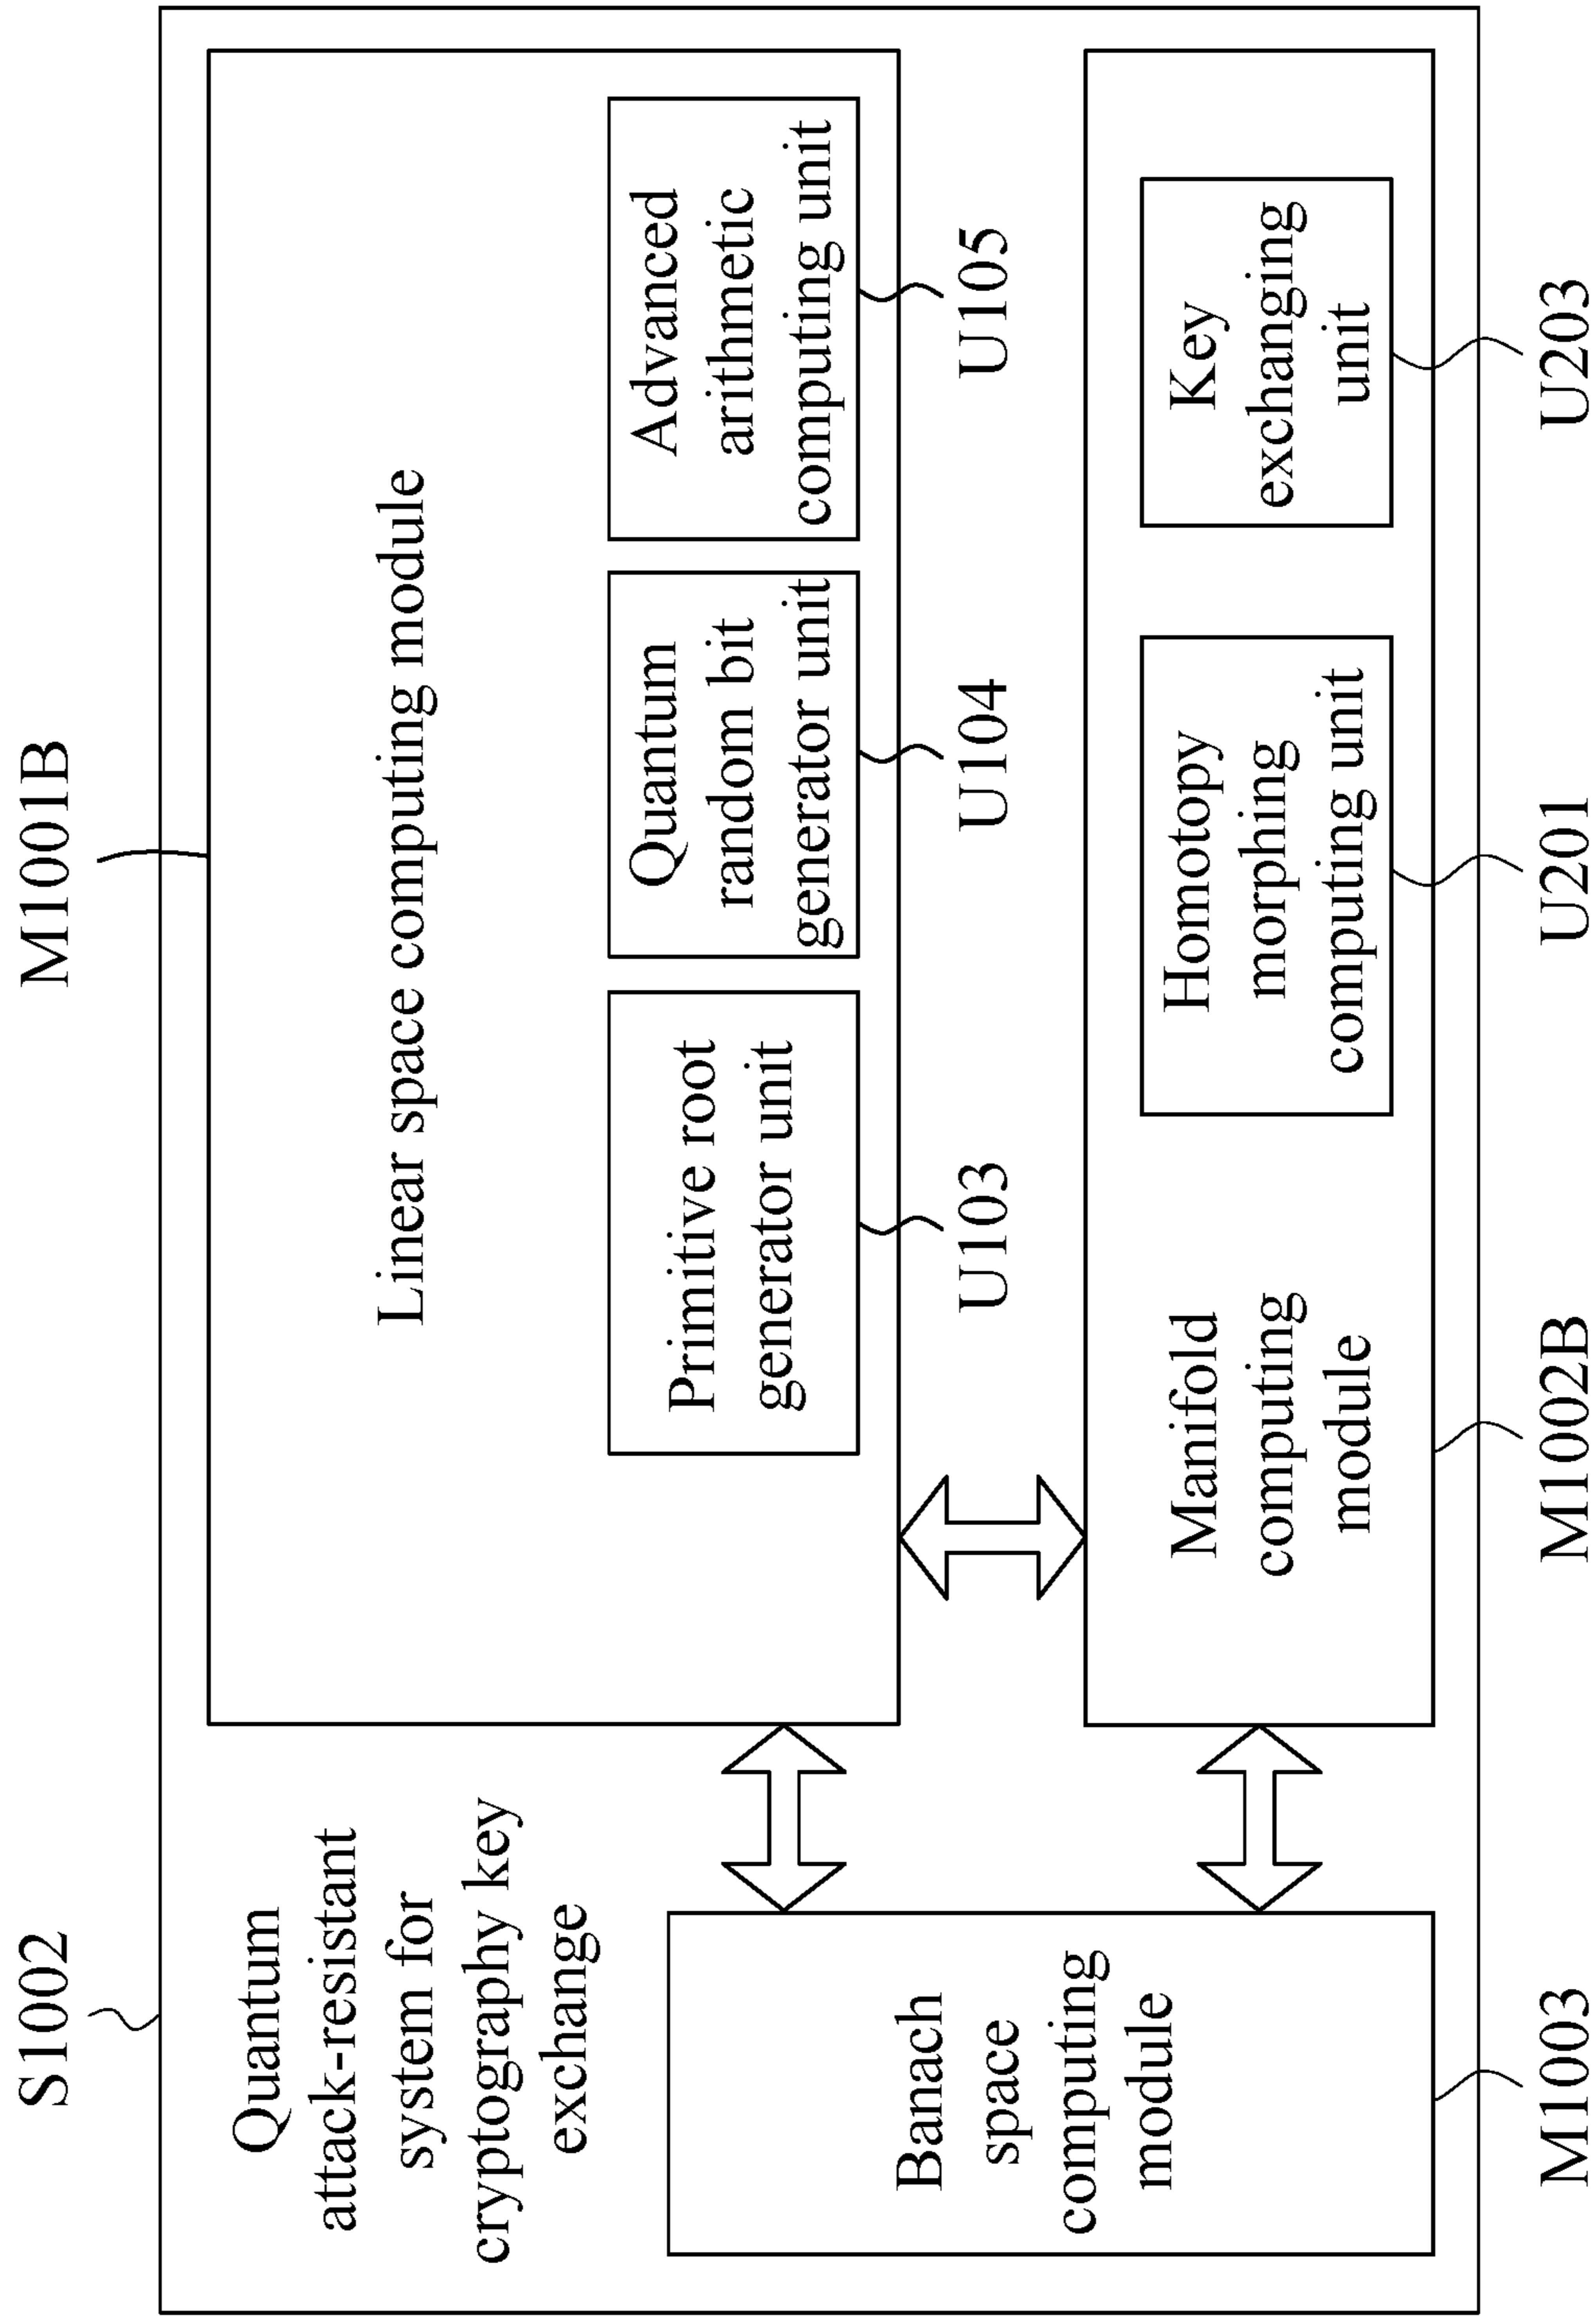 S1002
M1001B
Quantum
attack-resistant
system for
cryptography key
exchange
Linear space computing module
Primitive root
generator unit
Quantum
random bit
generator unit
Advanced
arithmetic
computing unit
U103
U104
U105
Banach
space
computing
module
Manifold
computing
module
Homotopy
morphing
computing unit
Key
exchanging
unit
M1003
M1002B
U201
U203